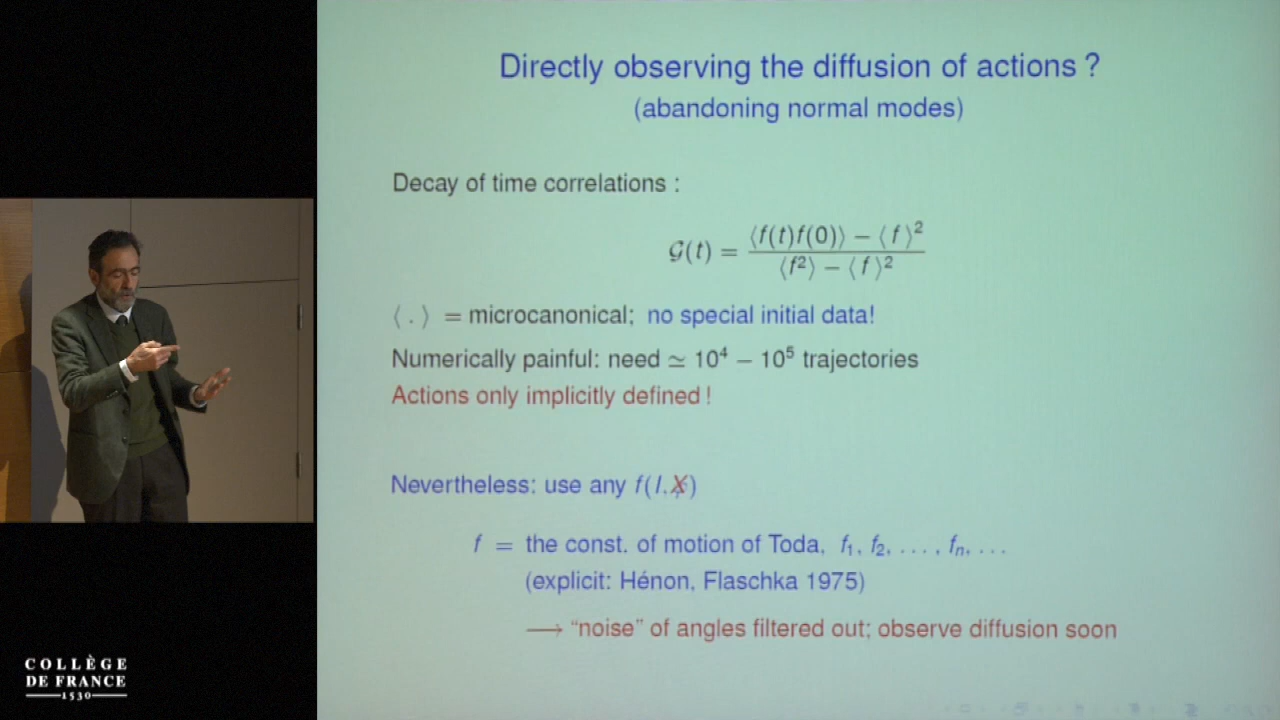 Directly observing the diffusion of actions ?
(abandoning normal modes)
Decay of time correlations :
𝒢(t) = (⟨f(t)f(0)⟩ − ⟨ f ⟩²) / (⟨f²⟩ − ⟨ f ⟩²)
⟨ . ⟩ = microcanonical; no special initial data!
Numerically painful: need ≃ 10⁴ − 10⁵ trajectories
Actions only implicitly defined !
Nevertheless: use any f(I, X)
f = the const. of motion of Toda, f₁, f₂, . . . , fₙ, . . .
(explicit: Hénon, Flaschka 1975)
⟶ "noise" of angles filtered out; observe diffusion soon
COLLÈGE
DE FRANCE
1530